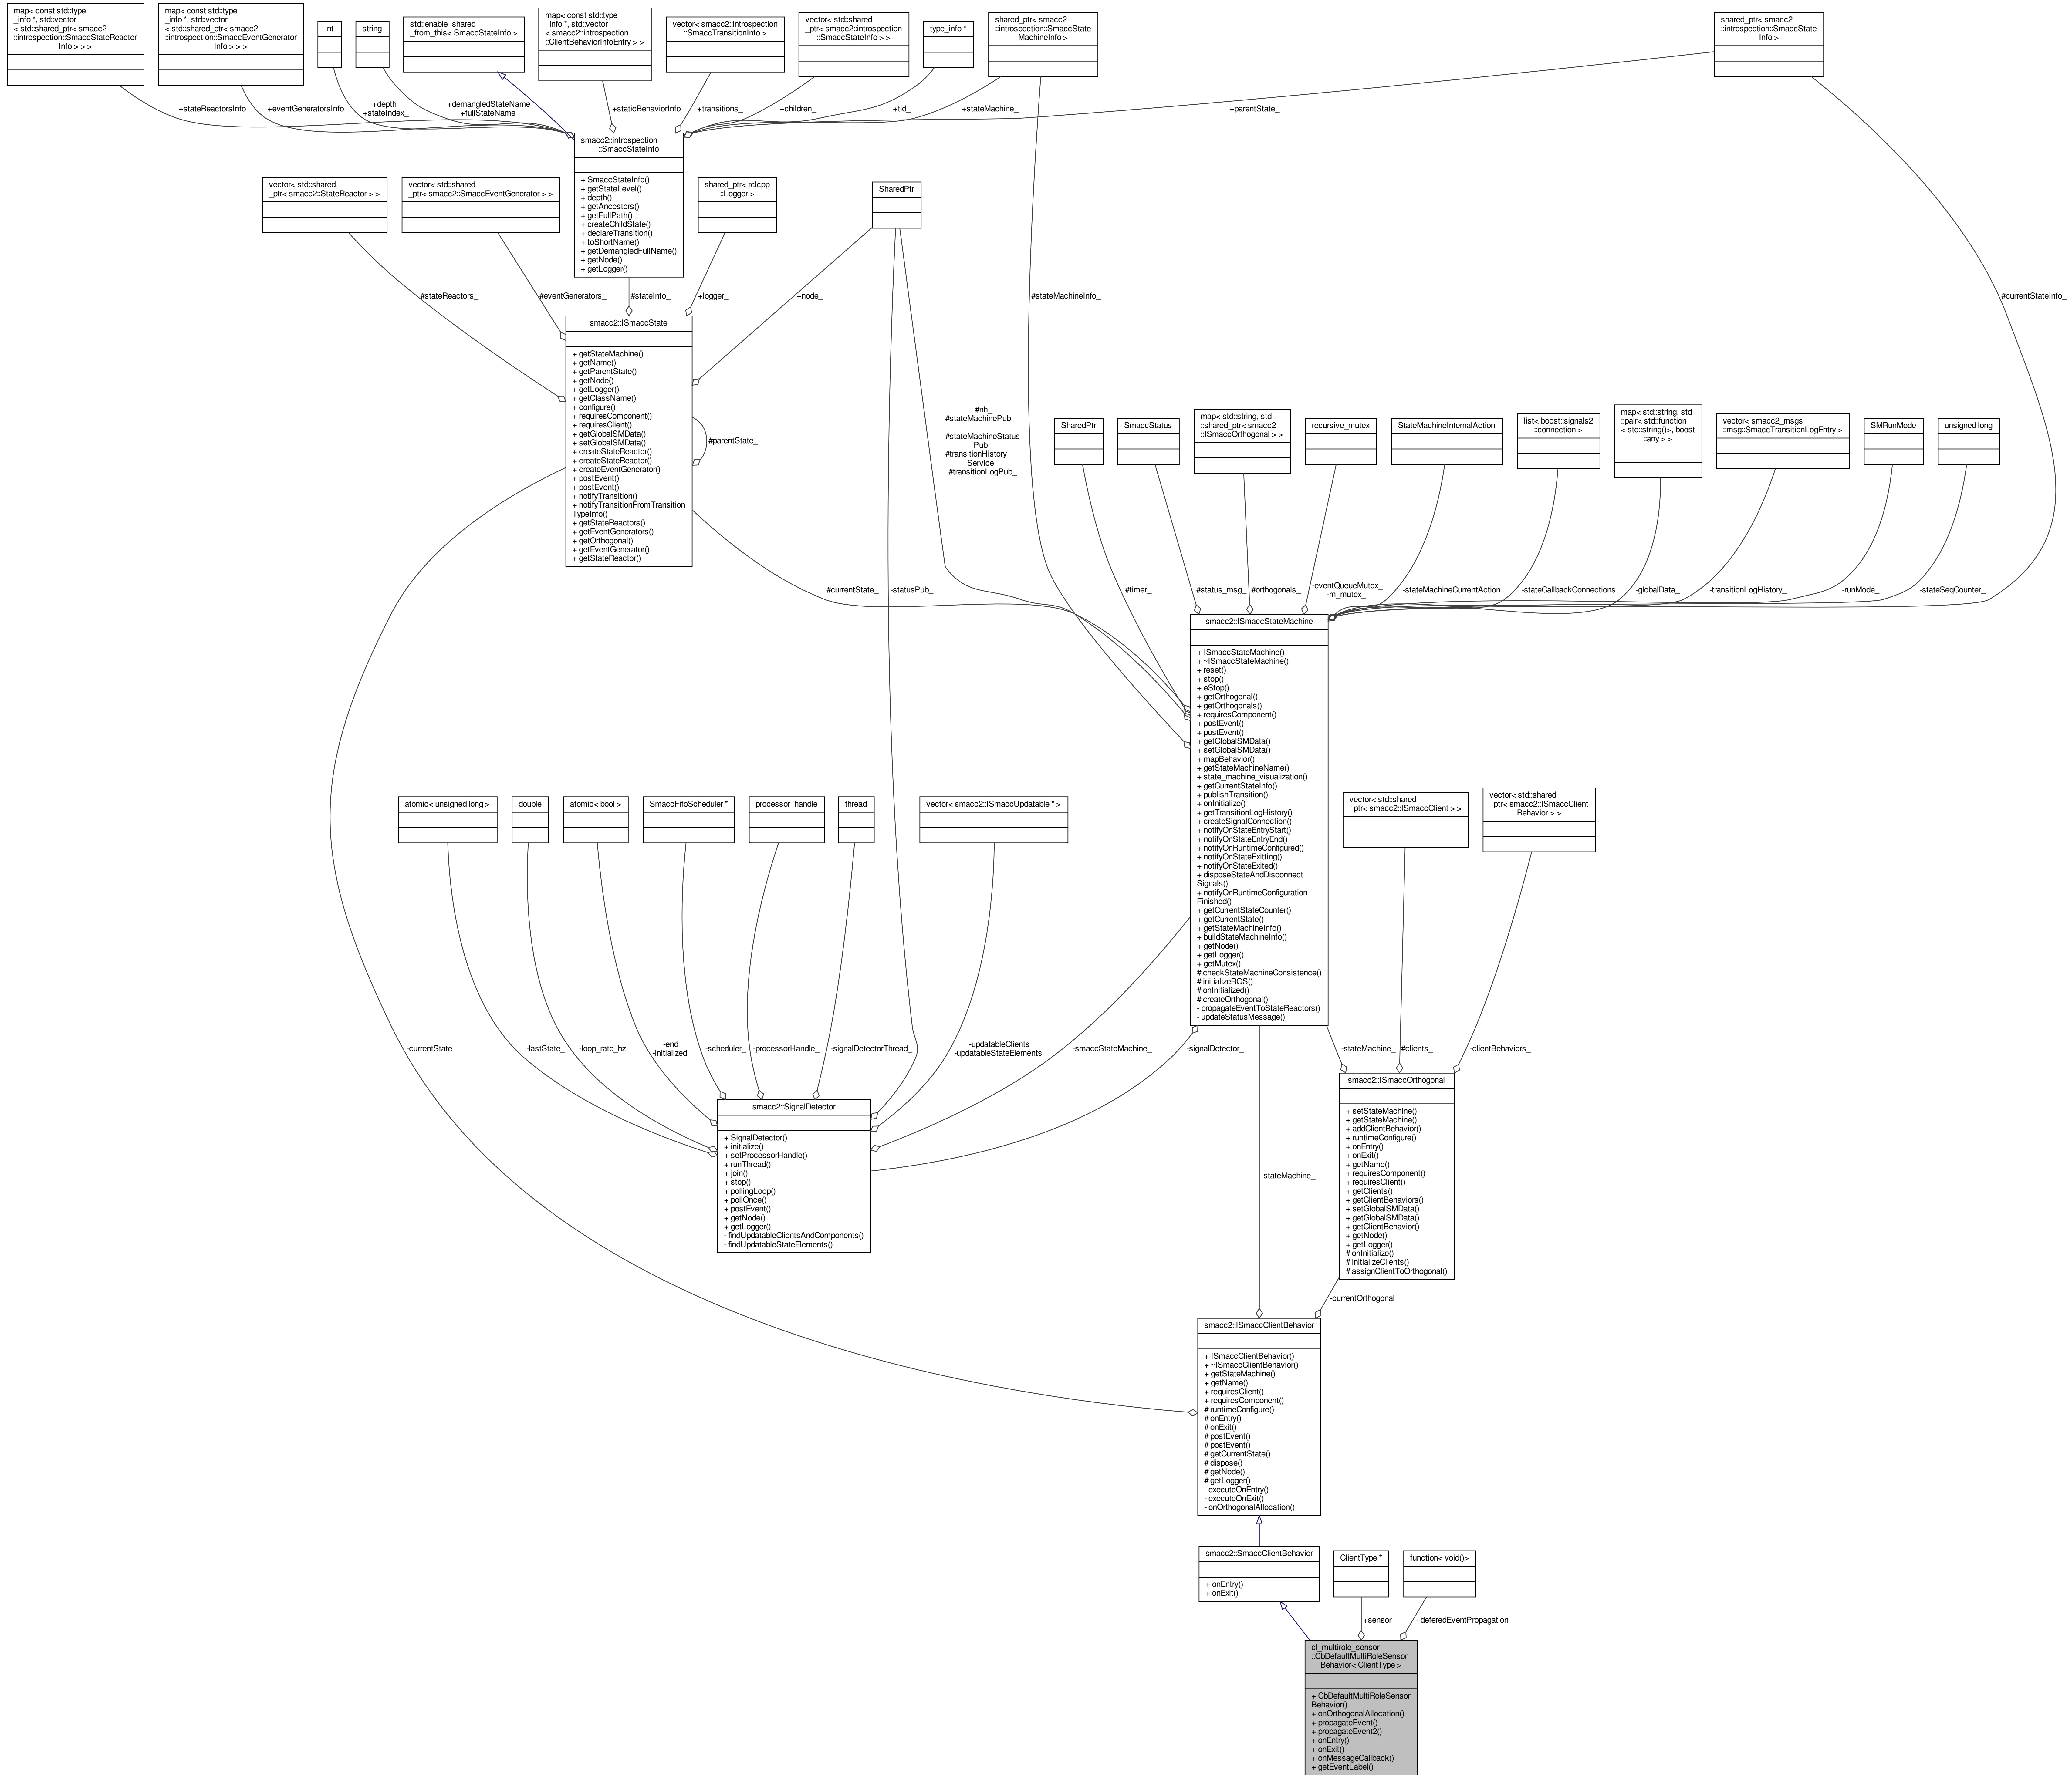 map< const std::type
_info *, std::vector
< std::shared_ptr< smacc2
::introspection::SmaccStateReactor
Info > > >
map< const std::type
_info *, std::vector
< std::shared_ptr< smacc2
::introspection::SmaccEventGenerator
Info > > >
int
string
std::enable_shared
_from_this< SmaccStateInfo >
map< const std::type
_info *, std::vector
< smacc2::introspection
::ClientBehaviorInfoEntry > >
vector< smacc2::introspection
::SmaccTransitionInfo >
vector< std::shared
_ptr< smacc2::introspection
::SmaccStateInfo > >
type_info *
shared_ptr< smacc2
::introspection::SmaccState
MachineInfo >
shared_ptr< smacc2
::introspection::SmaccState
Info >
+stateReactorsInfo
+eventGeneratorsInfo
+depth_
+stateIndex_
+demangledStateName
+fullStateName
+staticBehaviorInfo
+transitions_
+children_
+tid_
+stateMachine_
+parentState_
smacc2::introspection
::SmaccStateInfo
+ SmaccStateInfo()
+ getStateLevel()
+ depth()
+ getAncestors()
+ getFullPath()
+ createChildState()
+ declareTransition()
+ toShortName()
+ getDemangledFullName()
+ getNode()
+ getLogger()
vector< std::shared
_ptr< smacc2::StateReactor > >
vector< std::shared
_ptr< smacc2::SmaccEventGenerator > >
shared_ptr< rclcpp
::Logger >
SharedPtr
#stateReactors_
#eventGenerators_
#stateInfo_
+logger_
+node_
#stateMachineInfo_
#currentStateInfo_
smacc2::ISmaccState
+ getStateMachine()
+ getName()
+ getParentState()
+ getNode()
+ getLogger()
+ getClassName()
+ configure()
+ requiresComponent()
+ requiresClient()
+ getGlobalSMData()
+ setGlobalSMData()
+ createStateReactor()
+ createStateReactor()
+ createEventGenerator()
+ postEvent()
+ postEvent()
+ notifyTransition()
+ notifyTransitionFromTransition
TypeInfo()
+ getStateReactors()
+ getEventGenerators()
+ getOrthogonal()
+ getEventGenerator()
+ getStateReactor()
#parentState_
#nh_
#stateMachinePub
_
#stateMachineStatus
Pub_
#transitionHistory
Service_
#transitionLogPub_
SharedPtr
SmaccStatus
map< std::string, std
::shared_ptr< smacc2
::ISmaccOrthogonal > >
recursive_mutex
StateMachineInternalAction
list< boost::signals2
::connection >
map< std::string, std
::pair< std::function
< std::string()>, boost
::any > >
vector< smacc2_msgs
::msg::SmaccTransitionLogEntry >
SMRunMode
unsigned long
#currentState_
-statusPub_
#timer_
#status_msg_
#orthogonals_
-eventQueueMutex_
-m_mutex_
-stateMachineCurrentAction
-stateCallbackConnections
-globalData_
-transitionLogHistory_
-runMode_
-stateSeqCounter_
smacc2::ISmaccStateMachine
+ ISmaccStateMachine()
+ ~ISmaccStateMachine()
+ reset()
+ stop()
+ eStop()
+ getOrthogonal()
+ getOrthogonals()
+ requiresComponent()
+ postEvent()
+ postEvent()
+ getGlobalSMData()
+ setGlobalSMData()
+ mapBehavior()
+ getStateMachineName()
+ state_machine_visualization()
+ getCurrentStateInfo()
+ publishTransition()
+ onInitialize()
+ getTransitionLogHistory()
+ createSignalConnection()
+ notifyOnStateEntryStart()
+ notifyOnStateEntryEnd()
+ notifyOnRuntimeConfigured()
+ notifyOnStateExitting()
+ notifyOnStateExited()
+ disposeStateAndDisconnect
Signals()
+ notifyOnRuntimeConfiguration
Finished()
+ getCurrentStateCounter()
+ getCurrentState()
+ getStateMachineInfo()
+ buildStateMachineInfo()
+ getNode()
+ getLogger()
+ getMutex()
# checkStateMachineConsistence()
# initializeROS()
# onInitialized()
# createOrthogonal()
- propagateEventToStateReactors()
- updateStatusMessage()
atomic< unsigned long >
double
atomic< bool >
SmaccFifoScheduler *
processor_handle
thread
vector< smacc2::ISmaccUpdatable * >
vector< std::shared
_ptr< smacc2::ISmaccClient > >
vector< std::shared
_ptr< smacc2::ISmaccClient
Behavior > >
-currentState
-lastState_
-loop_rate_hz
-end_
-initialized_
-scheduler_
-processorHandle_
-signalDetectorThread_
-updatableClients_
-updatableStateElements_
-smaccStateMachine_
-signalDetector_
-stateMachine_
#clients_
-clientBehaviors_
smacc2::SignalDetector
+ SignalDetector()
+ initialize()
+ setProcessorHandle()
+ runThread()
+ join()
+ stop()
+ pollingLoop()
+ pollOnce()
+ postEvent()
+ getNode()
+ getLogger()
- findUpdatableClientsAndComponents()
- findUpdatableStateElements()
smacc2::ISmaccOrthogonal
+ setStateMachine()
+ getStateMachine()
+ addClientBehavior()
+ runtimeConfigure()
+ onEntry()
+ onExit()
+ getName()
+ requiresComponent()
+ requiresClient()
+ getClients()
+ getClientBehaviors()
+ setGlobalSMData()
+ getGlobalSMData()
+ getClientBehavior()
+ getNode()
+ getLogger()
# onInitialize()
# initializeClients()
# assignClientToOrthogonal()
-stateMachine_
-currentOrthogonal
smacc2::ISmaccClientBehavior
+ ISmaccClientBehavior()
+ ~ISmaccClientBehavior()
+ getStateMachine()
+ getName()
+ requiresClient()
+ requiresComponent()
# runtimeConfigure()
# onEntry()
# onExit()
# postEvent()
# postEvent()
# getCurrentState()
# dispose()
# getNode()
# getLogger()
- executeOnEntry()
- executeOnExit()
- onOrthogonalAllocation()
smacc2::SmaccClientBehavior
+ onEntry()
+ onExit()
ClientType *
function< void()>
+sensor_
+deferedEventPropagation
cl_multirole_sensor
::CbDefaultMultiRoleSensor
Behavior< ClientType >
+ CbDefaultMultiRoleSensor
Behavior()
+ onOrthogonalAllocation()
+ propagateEvent()
+ propagateEvent2()
+ onEntry()
+ onExit()
+ onMessageCallback()
+ getEventLabel()